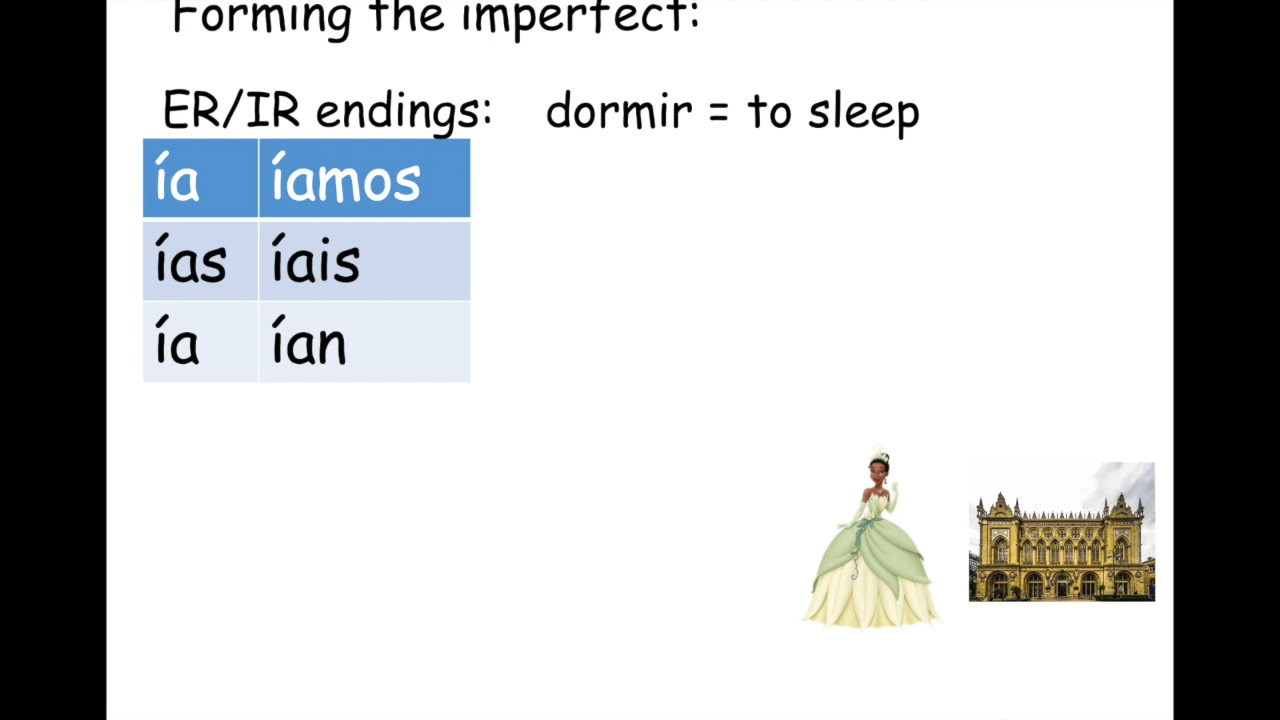 Forming the imperfect:
ER/IR endings: dormir = to sleep
ía íamos
ías íais
ía ían